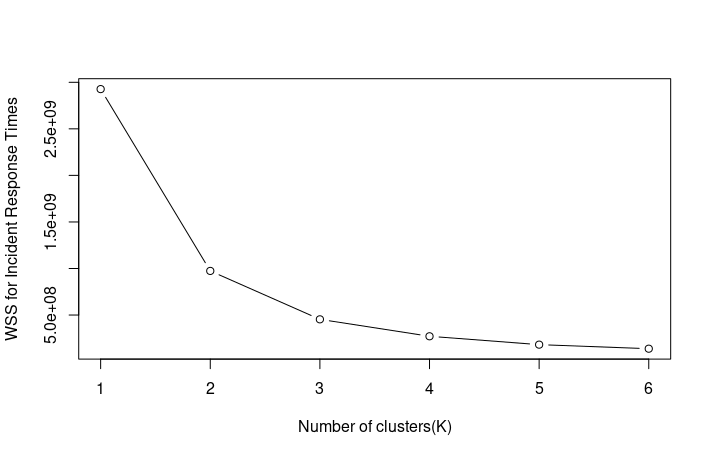 WSS for Incident Response Times
2.5e+09
1.5e+09
5.0e+08
1 2 3 4 5 6
Number of clusters(K)